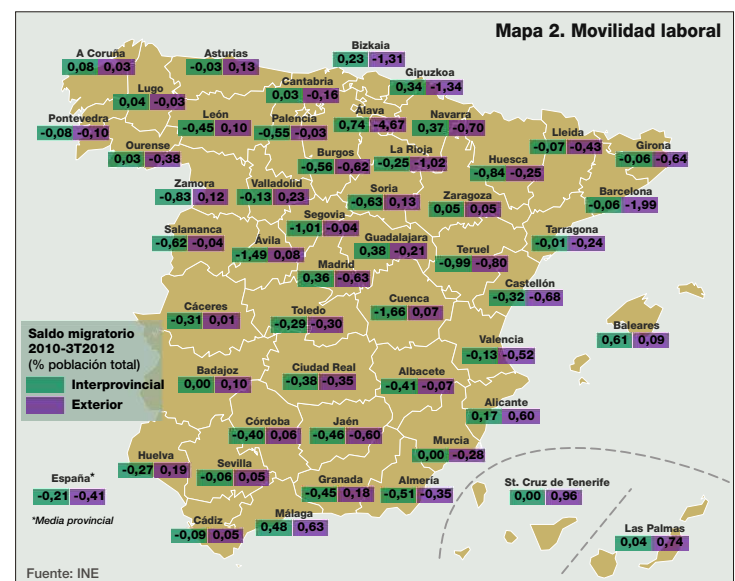 Mapa 2. Movilidad laboral
A Coruña
0,08 0,03
Asturias
-0,03 0,13
Bizkaia
0,23 -1,31
Cantabria
0,03 -0,16
Gipuzkoa
0,34 -1,34
Lugo
0,04 -0,03
Pontevedra
-0,08 -0,10
León
-0,45 0,10
Palencia
-0,55 -0,03
Álava
0,74 -4,67
Navarra
0,37 -0,70
Lleida
-0,07 -0,43
Girona
-0,06 -0,64
Ourense
0,03 -0,38
Burgos
-0,56 -0,62
La Rioja
-0,25 -1,02
Huesca
-0,84 -0,25
Zamora
-0,83 0,12
Valladolid
-0,13 0,23
Soria
-0,63 0,13
Zaragoza
0,05 0,05
Barcelona
-0,06 -1,99
Segovia
-1,01 -0,04
Salamanca
-0,62 -0,04
Ávila
-1,49 0,08
Guadalajara
0,38 -0,21
Teruel
-0,99 -0,80
Tarragona
-0,01 -0,24
Madrid
0,36 -0,63
Castellón
-0,32 -0,68
Cáceres
-0,31 0,01
Toledo
-0,29 -0,30
Cuenca
-1,66 0,07
Baleares
0,61 0,09
Saldo migratorio
2010-3T2012
(% población total)
Interprovincial
Exterior
Valencia
-0,13 -0,52
Badajoz
0,00 0,10
Ciudad Real
-0,38 -0,35
Albacete
-0,41 -0,07
Alicante
0,17 0,60
Córdoba
-0,40 0,06
Jaén
-0,46 -0,60
Murcia
0,00 -0,28
Huelva
-0,27 0,19
Sevilla
-0,06 0,05
España*
-0,21 -0,41
*Media provincial
Granada
-0,45 0,18
Almería
-0,51 -0,35
St. Cruz de Tenerife
0,00 0,96
Cádiz
-0,09 0,05
Málaga
0,48 0,63
Las Palmas
0,04 0,74
Fuente: INE